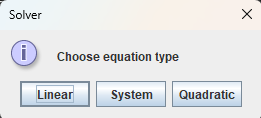 Solver
Choose equation type
Linear System Quadratic